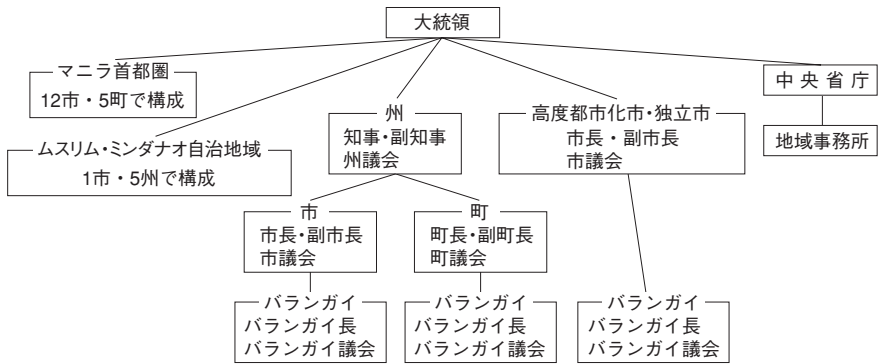 大統領
マニラ首都圏
12市・5町で構成
ムスリム・ミンダナオ自治地域
1市・5州で構成
州
知事・副知事
州議会
高度都市化市・独立市
市長・副市長
市議会
中央省庁
地域事務所
市
市長・副市長
市議会
町
町長・副町長
町議会
バランガイ
バランガイ長
バランガイ議会
バランガイ
バランガイ長
バランガイ議会
バランガイ
バランガイ長
バランガイ議会